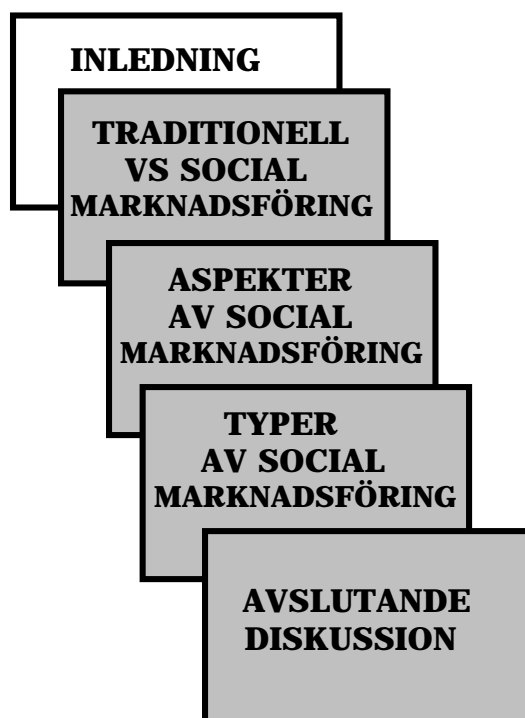 INLEDNING
TRADITIONELL
VS SOCIAL
MARKNADSFÖRING
ASPEKTER
AV SOCIAL
MARKNADSFÖRING
TYPER
AV SOCIAL
MARKNADSFÖRING
AVSLUTANDE
DISKUSSION